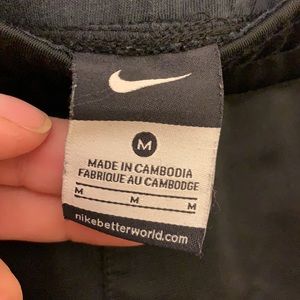 M
MADE IN CAMBODIA
FABRIQUE AU CAMBODGE
M M M
nikebetterworld.com